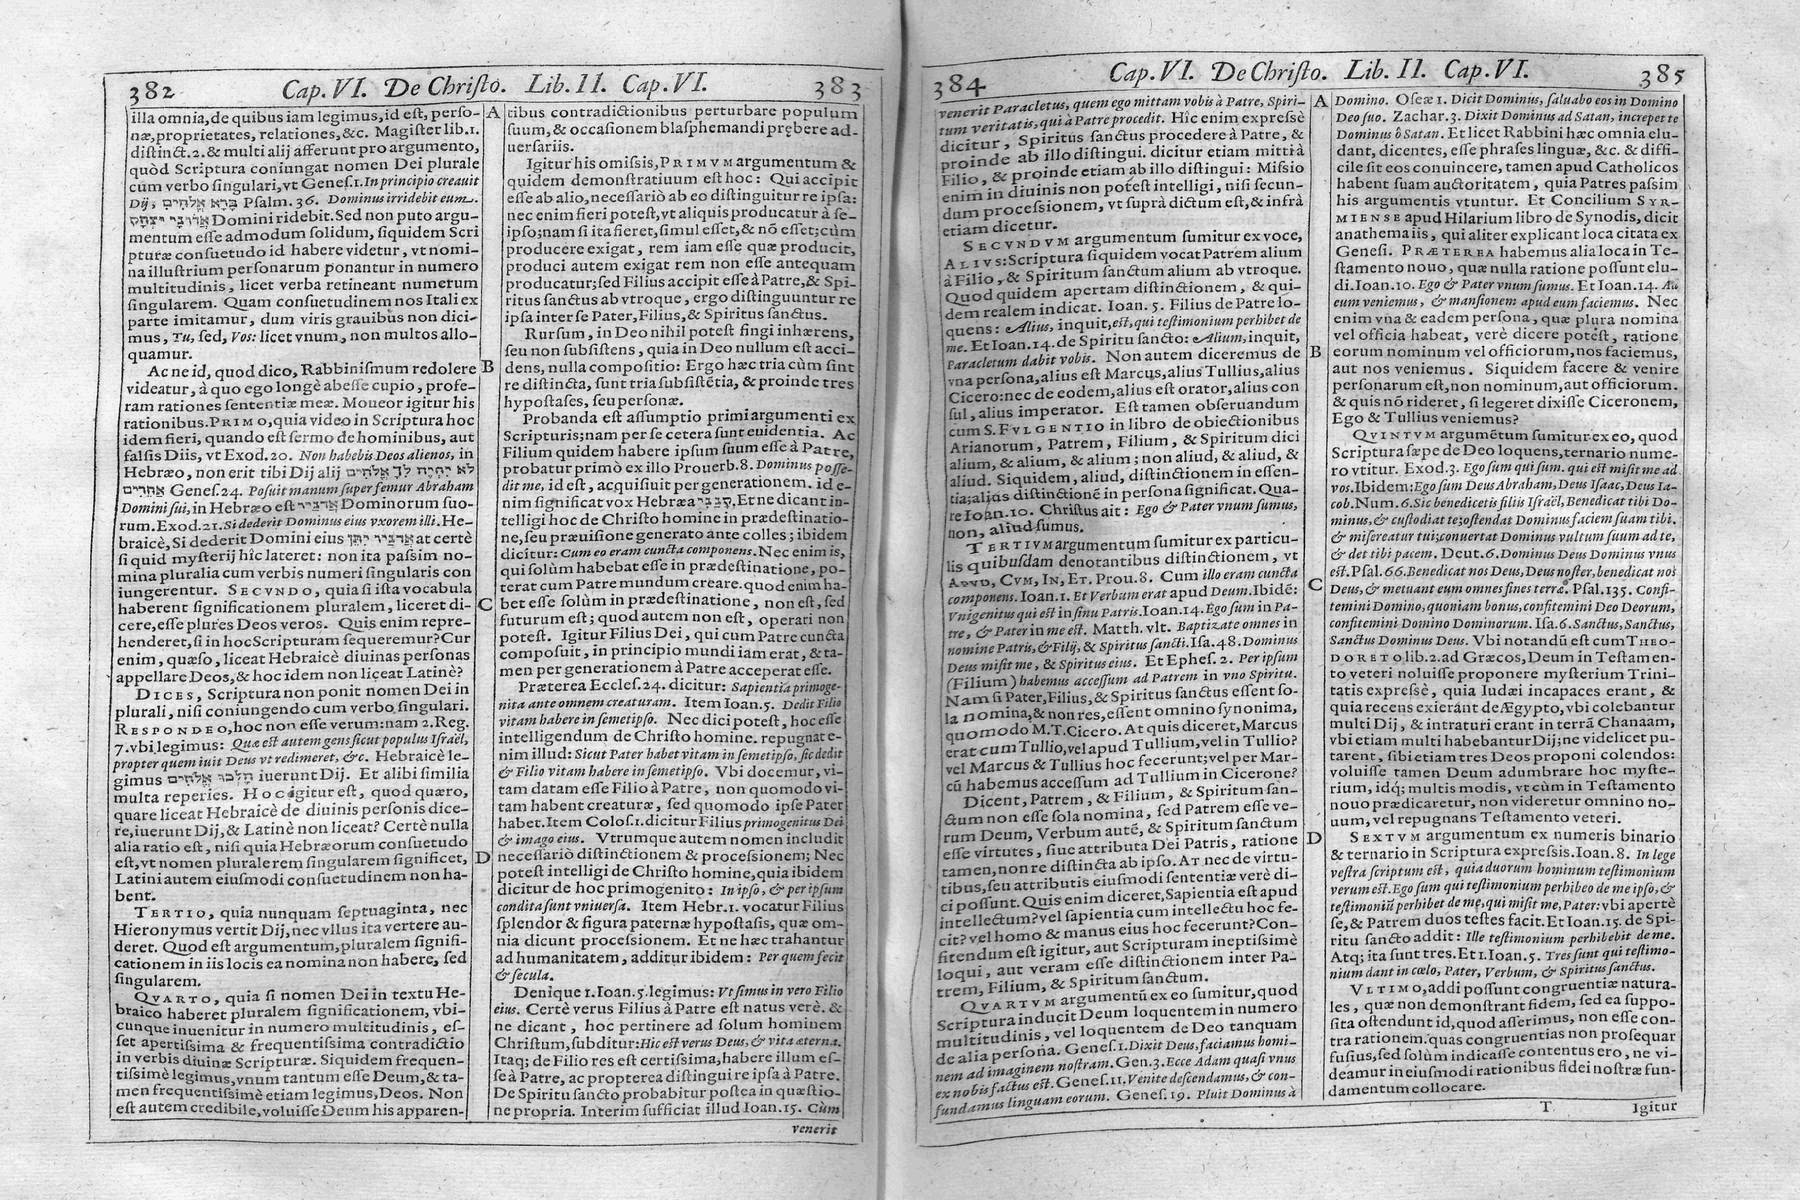 382 Cap. VI. De Christo. Lib. II. Cap. VI. 383
illa omnia, de quibus iam legimus, id est, perso-
næ, proprietates, relationes, &c. Magister lib. 1.
distinct. 2. & multi alij afferunt pro argumento,
quòd Scriptura coniungat nomen Dei plurale
cùm verbo singulari, vt Genes. 1. In principio creauit
Dij, בָּרָא אֱלֹהִים Psalm. 36. Dominus irridebit eum.
Domini ridebit. Sed non puto argu-
mentum esse admodum solidum, siquidem Scri
pturæ consuetudo id habere videtur, vt nomi-
na illustrium personarum ponantur in numero
multitudinis, licet verba retineant numerum
singularem. Quam consuetudinem nos Itali ex
parte imitamur, dum viris grauibus non dici-
mus, Tu, sed, Vos: licet vnum, non multos allo-
quamur.
Ac ne id, quod dico, Rabbinismum redolere
videatur, à quo ego longè abesse cupio, profe-
ram rationes sententiæ meæ. Moueor igitur his
rationibus. PRIMO, quia video in Scriptura hoc
idem fieri, quando est sermo de hominibus, aut
falsis Diis, vt Exod. 20. Non habebis Deos alienos, in
Hebræo, non erit tibi Dij alij לֹא יִהְיֶה לְךָ אֱלֹהִים
אֲחֵרִים Genes. 24. Posuit manum super femur Abraham
Domini sui, in Hebræo est אֲדֹנָיו Dominorum suo-
rum. Exod. 21. Si dederit Dominus eius vxorem illi. He-
braicè, Si dederit Domini eius אֲדֹנָיו יִתֶּן at certè
si quid mysterij hîc lateret: non ita passim no-
mina pluralia cum verbis numeri singularis con
iungerentur. SECVNDO, quia si ista vocabula
haberent significationem pluralem, liceret di-
cere, esse plures Deos veros. Quis enim repre-
henderet, si in hoc Scripturam sequeremur? Cur
enim, quæso, liceat Hebraicè diuinas personas
appellare Deos, & hoc idem non liceat Latinè?
DICES, Scriptura non ponit nomen Dei in
plurali, nisi coniungendo cum verbo singulari.
RESPONDEO, hoc non esse verum: nam 2. Reg.
7. vbi legimus: Quæ est autem gens sicut populus Israël,
propter quem iuit Deus vt redimeret, &c. Hebraicè le-
gimus הָלְכוּ אֱלֹהִים iuerunt Dij. Et alibi similia
multa reperies. Hoc igitur est, quod quæro,
quare liceat Hebraicè de diuinis personis dice-
re, iuerunt Dij, & Latinè non liceat? Certè nulla
alia ratio est, nisi quia Hebræorum consuetudo
est, vt nomen plurale rem singularem significet,
Latini autem eiusmodi consuetudinem non ha-
bent.
TERTIO, quia nunquam septuaginta, nec
Hieronymus vertit Dij, nec vllus ita vertere au-
deret. Quod est argumentum, pluralem signifi-
cationem in iis locis ea nomina non habere, sed
singularem.
QVARTO, quia si nomen Dei in textu He-
braico haberet pluralem significationem, vbi-
cunque inuenitur in numero multitudinis, es-
set apertissima & frequentissima contradictio
in verbis diuinæ Scripturæ. Siquidem frequen-
tissimè legimus, vnum tantum esse Deum, & ta-
men frequentissimè etiam legimus, Deos. Non
est autem credibile, voluisse Deum his apparen-
A
B
C
D
tibus contradictionibus perturbare populum
suum, & occasionem blasphemandi præbere ad-
uersariis.
Igitur his omissis, PRIMVM argumentum &
quidem demonstratiuum est hoc: Qui accipit
esse ab alio, necessariò ab eo distinguitur re ipsa:
nec enim fieri potest, vt aliquis producatur à se-
ipso; nam si ita fieret, simul esset, & nō esset; cùm
producere exigat, rem iam esse quæ producit,
produci autem exigat rem non esse antequam
producatur; sed Filius accipit esse à Patre, & Spi-
ritus sanctus ab vtroque, ergo distinguuntur re
ipsa inter se Pater, Filius, & Spiritus sanctus.
Rursum, in Deo nihil potest fingi inhærens,
seu non subsistens, quia in Deo nullum est acci-
dens, nulla compositio: Ergo hæc tria cùm sint
re distincta, sunt tria subsistētia, & proinde tres
hypostases, seu personæ.
Probanda est assumptio primi argumenti ex
Scripturis; nam per se cetera sunt euidentia. Ac
Filium quidem habere ipsum suum esse à Patre,
probatur primò ex illo Prouerb. 8. Dominus posse-
dit me, id est, acquisiuit per generationem. id e-
nim significat vox Hebræa קָנָנִי, Et ne dicant in-
telligi hoc de Christo homine in prædestinatio-
ne, seu præuisione generato ante colles; ibidem
dicitur: Cum eo eram cuncta componens. Nec enim is,
qui solùm habebat esse in prædestinatione, po-
terat cum Patre mundum creare. quod enim ha-
bet esse solùm in prædestinatione, non est, sed
futurum est; quod autem non est, operari non
potest. Igitur Filius Dei, qui cum Patre cuncta
composuit, in principio mundi iam erat, & ta-
men per generationem à Patre acceperat esse.
Præterea Eccles. 24. dicitur: Sapientia primoge-
nita ante omnem creaturam. Item Ioan. 5. Dedit Filio
vitam habere in semetipso. Nec dici potest, hoc esse
intelligendum de Christo homine. repugnat e-
nim illud: Sicut Pater habet vitam in semetipso, sic dedit
& Filio vitam habere in semetipso. Vbi docemur, vi-
tam datam esse Filio à Patre, non quomodo vi-
tam habent creaturæ, sed quomodo ipse Pater
habet. Item Colos. 1. dicitur Filius primogenitus Dei
& imago eius. Vtrumque autem nomen includit
necessariò distinctionem & processionem; Nec
potest intelligi de Christo homine, quia ibidem
dicitur de hoc primogenito: In ipso, & per ipsum
condita sunt vniuersa. Item Hebr. 1. vocatur Filius
splendor & figura paternæ hypostasis, quæ om-
nia dicunt processionem. Et ne hæc trahantur
ad humanitatem, additur ibidem: Per quem fecit
& secula.
Denique 1. Ioan. 5. legimus: Vt simus in vero Filio
eius. Certè verus Filius à Patre est natus verè. &
ne dicant, hoc pertinere ad solum hominem
Christum, subditur: Hic est verus Deus, & vita æterna.
Itaq; de Filio res est certissima, habere illum es-
se à Patre, ac propterea distingui re ipsa à Patre.
De Spiritu sancto probabitur postea in quæstio-
ne propria. Interim sufficiat illud Ioan. 15. Cùm
venerit
384 Cap. VI. De Christo. Lib. II. Cap. VI. 385
venerit Paracletus, quem ego mittam vobis à Patre, Spiri-
tum veritatis, qui à Patre procedit. Hîc enim expressè
dicitur, Spiritus sanctus procedere à Patre, &
proinde ab illo distingui. dicitur etiam mitti à
Filio, & proinde etiam ab illo distingui: Missio
enim in diuinis non potest intelligi, nisi secun-
dum processionem, vt suprà dictum est, & infrà
etiam dicetur.
SECVNDVM argumentum sumitur ex voce,
ALIVS: Scriptura siquidem vocat Patrem alium
à Filio, & Spiritum sanctum alium ab vtroque.
Quod quidem apertam distinctionem, & qui-
dem realem indicat. Ioan. 5. Filius de Patre lo-
quens: Alius, inquit, est, qui testimonium perhibet de
me. Et Ioan. 14. de Spiritu sancto: Alium, inquit,
Paracletum dabit vobis. Non autem diceremus de
vna persona, alius est Marcus, alius Tullius, alius
Cicero: nec de eodem, alius est orator, alius con
sul, alius imperator. Est tamen obseruandum
cum S. FVLGENTIO in libro de obiectionibus
Arianorum, Patrem, Filium, & Spiritum dici
alium, & alium, & alium; non aliud, & aliud, &
aliud. Siquidem, aliud, distinctionem in essen-
tia; alius distinctionē in persona significat. Qua-
re Ioan. 10. Christus ait: Ego & Pater vnum sumus,
non, aliud sumus.
TERTIVM argumentum sumitur ex particu-
lis quibusdam denotantibus distinctionem, vt
APVD, CVM, IN, ET. Prou. 8. Cum illo eram cuncta
componens. Ioan. 1. Et Verbum erat apud Deum. Ibidē:
Vnigenitus qui est in sinu Patris. Ioan. 14. Ego sum in Pa-
tre, & Pater in me est. Matth. vlt. Baptizate omnes in
nomine Patris, & Filij, & Spiritus sancti. Isa. 48. Dominus
Deus misit me, & Spiritus eius. Et Ephes. 2. Per ipsum
(Filium) habemus accessum ad Patrem in vno Spiritu.
Nam si Pater, Filius, & Spiritus sanctus essent so-
la nomina, & non res, essent omnino synonima,
quomodo M. T. Cicero. At quis diceret, Marcus
erat cum Tullio, vel apud Tullium, vel in Tullio?
vel Marcus & Tullius hoc fecerunt; vel per Mar-
cū habemus accessum ad Tullium in Cicerone?
Dicent, Patrem, & Filium, & Spiritum san-
ctum non esse sola nomina, sed Patrem esse ve-
rum Deum, Verbum autē, & Spiritum sanctum
esse virtutes, siue attributa Dei Patris, ratione
tamen, non re distincta ab ipso. AT nec de virtu-
tibus, seu attributis eiusmodi sententiæ verè di-
ci possunt. Quis enim diceret, Sapientia est apud
intellectum? vel sapientia cum intellectu hoc fe-
cit? vel homo & manus eius hoc fecerunt? Con-
fitendum est igitur, aut Scripturam ineptissimè
loqui, aut veram esse distinctionem inter Pa-
trem, Filium, & Spiritum sanctum.
QVARTVM argumentū ex eo sumitur, quod
Scriptura inducit Deum loquentem in numero
multitudinis, vel loquentem de Deo tanquam
de alia persona. Genes. 1. Dixit Deus, faciamus homi-
nem ad imaginem nostram. Gen. 3. Ecce Adam quasi vnus
ex nobis factus est. Genes. 11. Venite descendamus, & con-
fundamus linguam eorum. Genes. 19. Pluit Dominus à
A
B
C
D
Domino. Oseæ 1. Dicit Dominus, saluabo eos in Domino
Deo suo. Zachar. 3. Dixit Dominus ad Satan, increpet te
Dominus ô Satan. Et licet Rabbini hæc omnia elu-
dant, dicentes, esse phrases linguæ, &c. & diffi-
cile sit eos conuincere, tamen apud Catholicos
habent suam auctoritatem, quia Patres passim
his argumentis vtuntur. Et Concilium SYR-
MIENSE apud Hilarium libro de Synodis, dicit
anathema iis, qui aliter explicant loca citata ex
Genesi. PRÆTEREA habemus alia loca in Te-
stamento nouo, quæ nulla ratione possunt elu-
di. Ioan. 10. Ego & Pater vnum sumus. Et Ioan. 14. Ad
eum veniemus, & mansionem apud eum faciemus. Nec
enim vna & eadem persona, quæ plura nomina
vel officia habeat, verè dicere potest, ratione
eorum nominum vel officiorum, nos faciemus,
aut nos veniemus. Siquidem facere & venire
personarum est, non nominum, aut officiorum.
& quis nō rideret, si legeret dixisse Ciceronem,
Ego & Tullius veniemus?
QVINTVM argumētum sumitur ex eo, quod
Scriptura sæpe de Deo loquens, ternario nume-
ro vtitur. Exod. 3. Ego sum qui sum. qui est misit me ad
vos. Ibidem: Ego sum Deus Abraham, Deus Isaac, Deus Ia-
cob. Num. 6. Sic benedicetis filiis Israël, Benedicat tibi Do-
minus, & custodiat te; ostendat Dominus faciem suam tibi.
& misereatur tui; conuertat Dominus vultum suum ad te,
& det tibi pacem. Deut. 6. Dominus Deus Dominus vnus
est. Psal. 66. Benedicat nos Deus, Deus noster, benedicat nos
Deus, & metuant eum omnes fines terræ. Psal. 135. Confi-
temini Domino, quoniam bonus, confitemini Deo Deorum,
confitemini Domino Dominorum. Isa. 6. Sanctus, Sanctus,
Sanctus Dominus Deus. Vbi notandū est cum THEO-
DORETO lib. 2. ad Græcos, Deum in Testamen-
to veteri noluisse proponere mysterium Trini-
tatis expressè, quia Iudæi incapaces erant, &
quia recens exierant de Ægypto, vbi colebantur
multi Dij, & intraturi erant in terrā Chanaam,
vbi etiam multi habebantur Dij; ne videlicet pu-
tarent, sibi etiam tres Deos proponi colendos:
voluisse tamen Deum adumbrare hoc myste-
rium, idq; multis modis, vt cùm in Testamento
nouo prædicaretur, non videretur omnino no-
uum, vel repugnans Testamento veteri.
SEXTVM argumentum ex numeris binario
& ternario in Scriptura expressis. Ioan. 8. In lege
vestra scriptum est, quia duorum hominum testimonium
verum est. Ego sum qui testimonium perhibeo de me ipso, &
testimoniū perhibet de me, qui misit me, Pater: vbi apertè
se, & Patrem duos testes facit. Et Ioan. 15. de Spi-
ritu sancto addit: Ille testimonium perhibebit de me.
Atq; ita sunt tres. Et 1. Ioan. 5. Tres sunt qui testimo-
nium dant in cœlo, Pater, Verbum, & Spiritus sanctus.
VLTIMO, addi possunt congruentiæ natura-
les, quæ non demonstrant fidem, sed ea suppo-
sita ostendunt id, quod asserimus, non esse con-
tra rationem. quas congruentias non prosequar
fusiùs, sed solùm indicasse contentus ero, ne vi-
deamur in eiusmodi rationibus fidei nostræ fun-
damentum collocare.
T Igitur